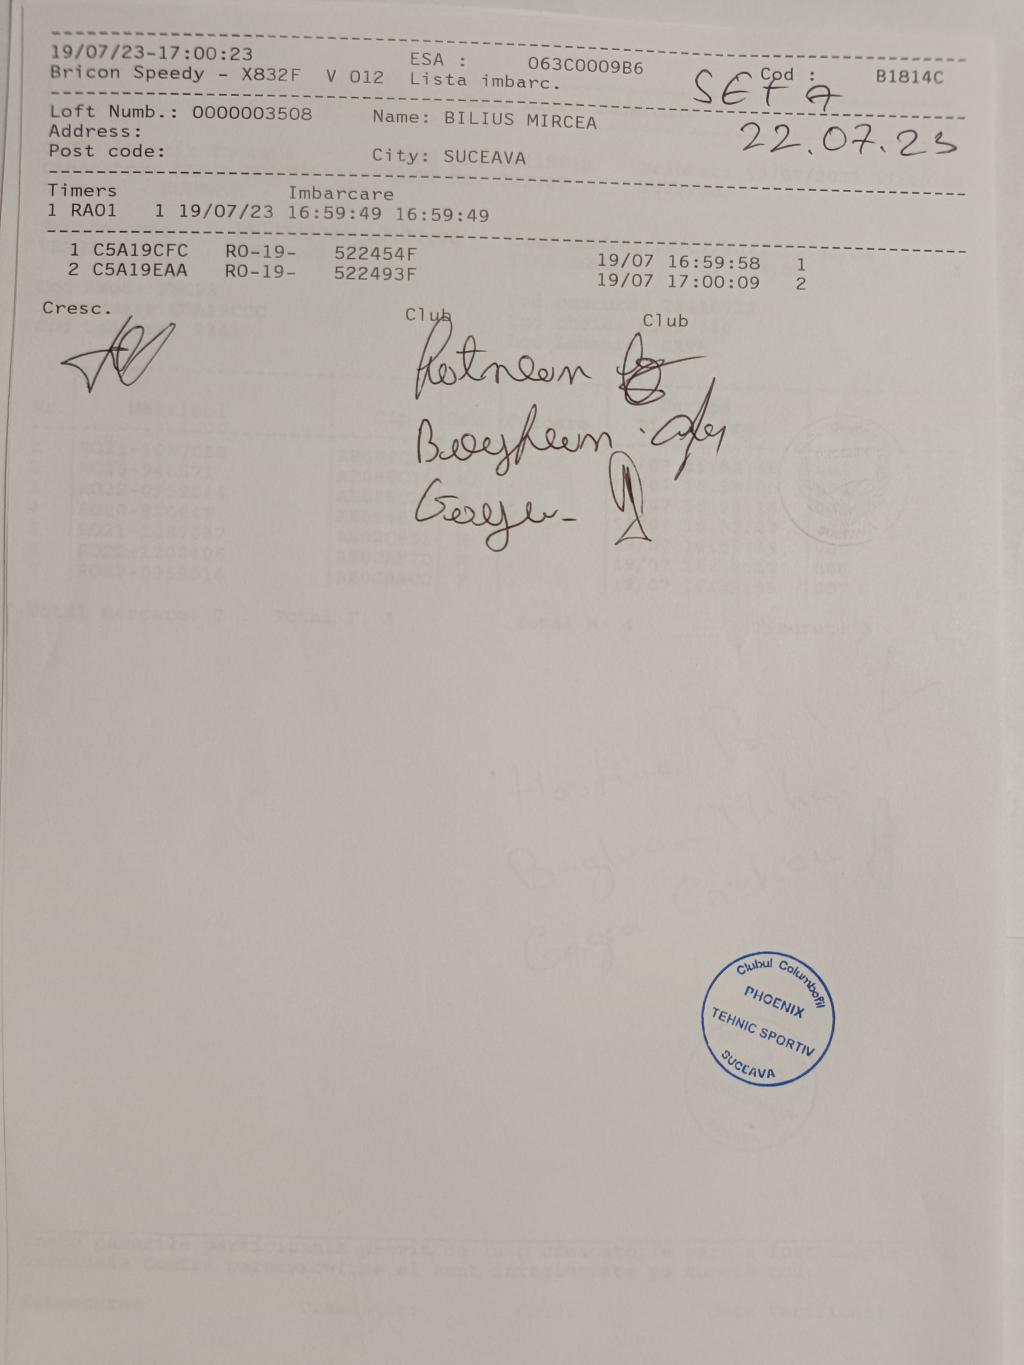 19/07/23-17:00:23 ESA : 063C0009B6 Cod : B1814C
Bricon Speedy - X832F V 012 Lista imbarc.
SEFA
22.07.23
Loft Numb.: 0000003508 Name: BILIUS MIRCEA
Address:
Post code: City: SUCEAVA
Timers Imbarcare
1 RA01 1 19/07/23 16:59:49 16:59:49
1 C5A19CFC RO-19- 522454F 19/07 16:59:58 1
2 C5A19EAA RO-19- 522493F 19/07 17:00:09 2
Cresc. Club Club
Clubul Columbofil
PHOENIX
TEHNIC SPORTIV
SUCEAVA